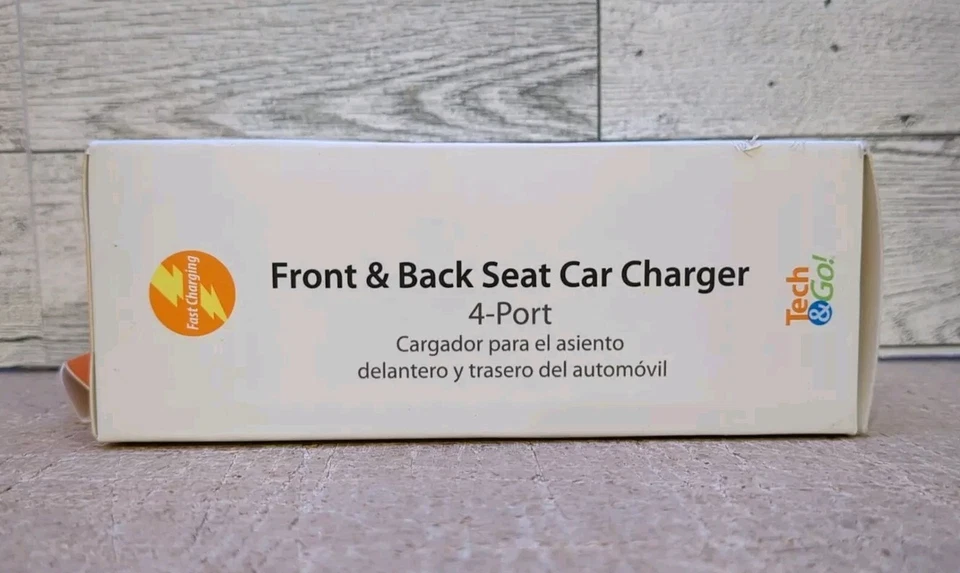 Fast Charging
Front & Back Seat Car Charger
4-Port
Cargador para el asiento
delantero y trasero del automóvil
Tech
&Go!